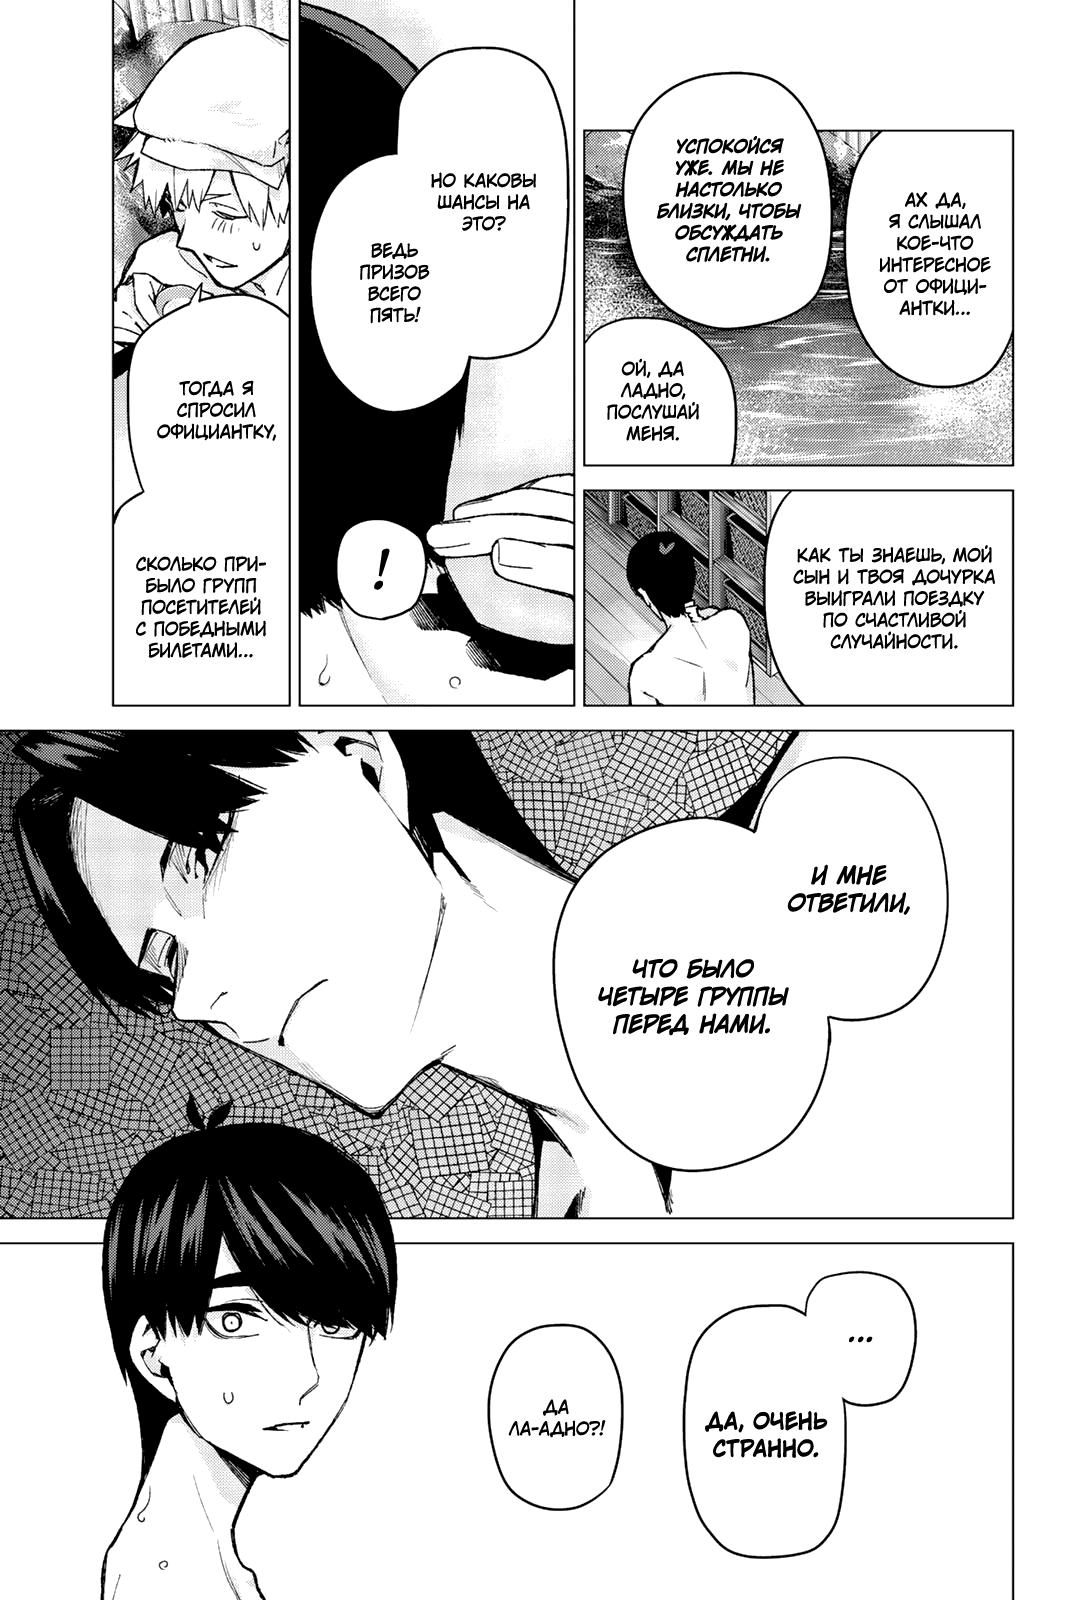 АХ ДА,
Я СЛЫШАЛ
КОЕ-ЧТО
ИНТЕРЕСНОЕ
ОТ ОФИЦИ-
АНТКИ...
УСПОКОЙСЯ
УЖЕ. МЫ НЕ
НАСТОЛЬКО
БЛИЗКИ, ЧТОБЫ
ОБСУЖДАТЬ
СПЛЕТНИ.
ОЙ, ДА
ЛАДНО,
ПОСЛУШАЙ
МЕНЯ.
КАК ТЫ ЗНАЕШЬ, МОЙ
СЫН И ТВОЯ ДОЧУРКА
ВЫИГРАЛИ ПОЕЗДКУ
ПО СЧАСТЛИВОЙ
СЛУЧАЙНОСТИ.
НО КАКОВЫ
ШАНСЫ НА
ЭТО?
ВЕДЬ
ПРИЗОВ
ВСЕГО
ПЯТЬ!
!
ТОГДА Я
СПРОСИЛ
ОФИЦИАНТКУ,
СКОЛЬКО ПРИ-
БЫЛО ГРУПП
ПОСЕТИТЕЛЕЙ
С ПОБЕДНЫМИ
БИЛЕТАМИ...
И МНЕ
ОТВЕТИЛИ,
ЧТО БЫЛО
ЧЕТЫРЕ ГРУППЫ
ПЕРЕД НАМИ.
...
ДА, ОЧЕНЬ
СТРАННО.
ДА
ЛА-АДНО?!